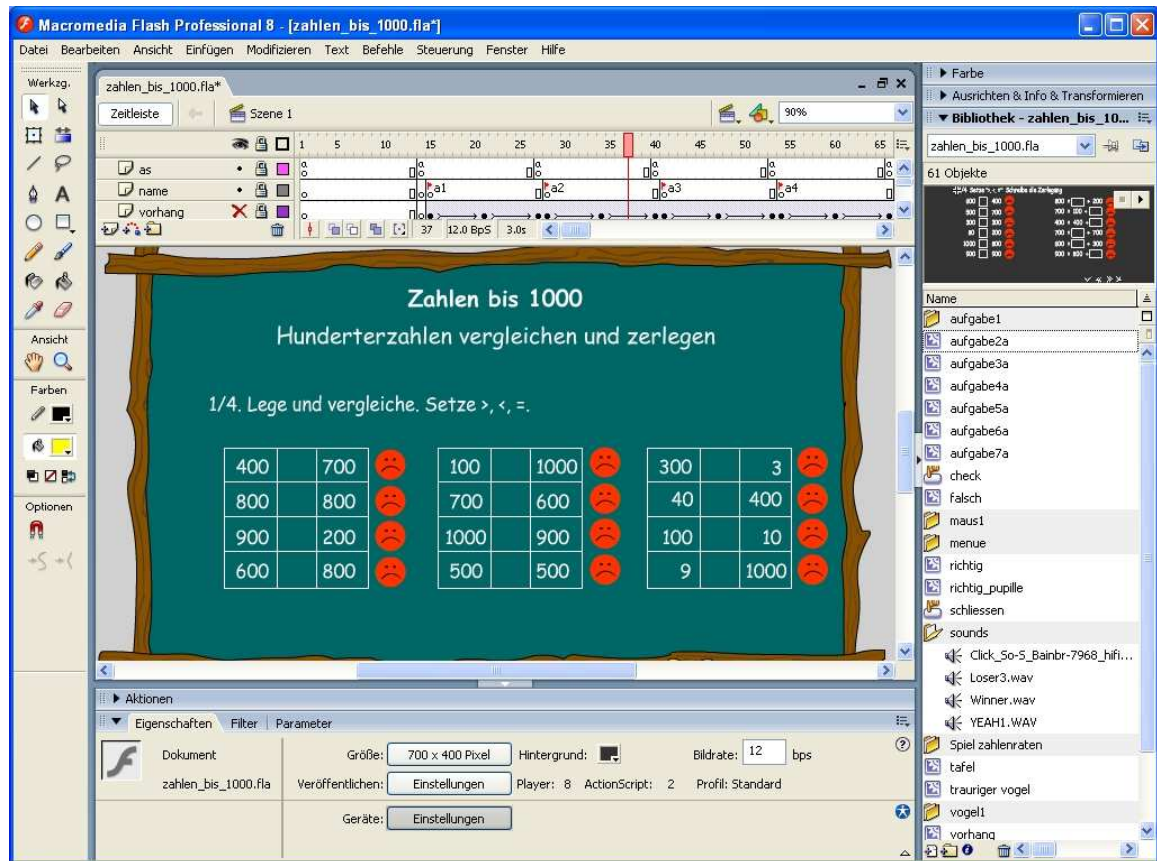 Macromedia Flash Professional 8 - [zahlen_bis_1000.fla*]
Datei Bearbeiten Ansicht Einfügen Modifizieren Text Befehle Steuerung Fenster Hilfe
Werkzg.
Ansicht
Farben
Optionen
zahlen_bis_1000.fla*
Zeitleiste
Szene 1
90%
1 5 10 15 20 25 30 35 40 45 50 55 60 65
as
name a1 a2 a3 a4
vorhang
37 12.0 BpS 3.0s
Zahlen bis 1000
Hunderterzahlen vergleichen und zerlegen
1/4. Lege und vergleiche. Setze >, <, =.
400 700 100 1000 300 3
800 800 700 600 40 400
900 200 1000 900 100 10
600 800 500 500 9 1000
Aktionen
Eigenschaften Filter Parameter
Dokument Größe: 700 x 400 Pixel Hintergrund: Bildrate: 12 bps
zahlen_bis_1000.fla Veröffentlichen: Einstellungen Player: 8 ActionScript: 2 Profil: Standard
Geräte: Einstellungen
Farbe
Ausrichten & Info & Transformieren
Bibliothek - zahlen_bis_10...
zahlen_bis_1000.fla
61 Objekte
Name
aufgabe1
aufgabe2a
aufgabe3a
aufgabe4a
aufgabe5a
aufgabe6a
aufgabe7a
check
falsch
maus1
menue
richtig
richtig_pupille
schliessen
sounds
Click_So-S_Bainbr-7968_hifi...
Loser3.wav
Winner.wav
YEAH1.WAV
Spiel zahlenraten
tafel
trauriger vogel
vogel1
vorhang